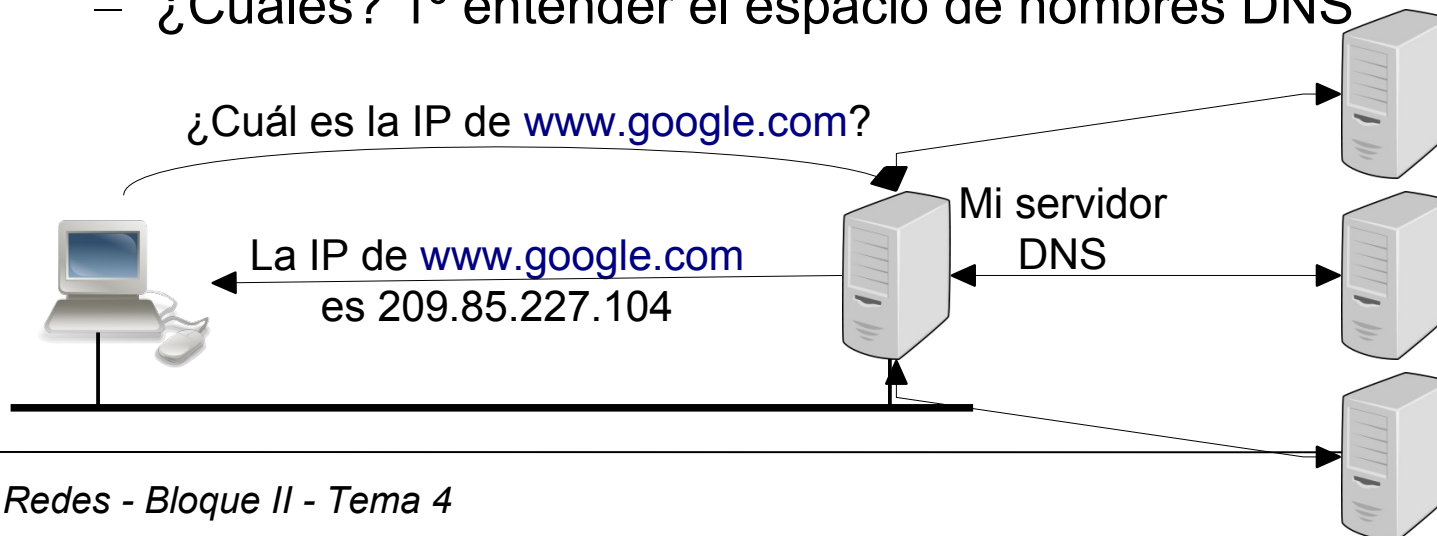 – ¿Cuáles? 1º entender el espacio de nombres DNS
¿Cuál es la IP de www.google.com?
Mi servidor
DNS
La IP de www.google.com
es 209.85.227.104
Redes - Bloque II - Tema 4